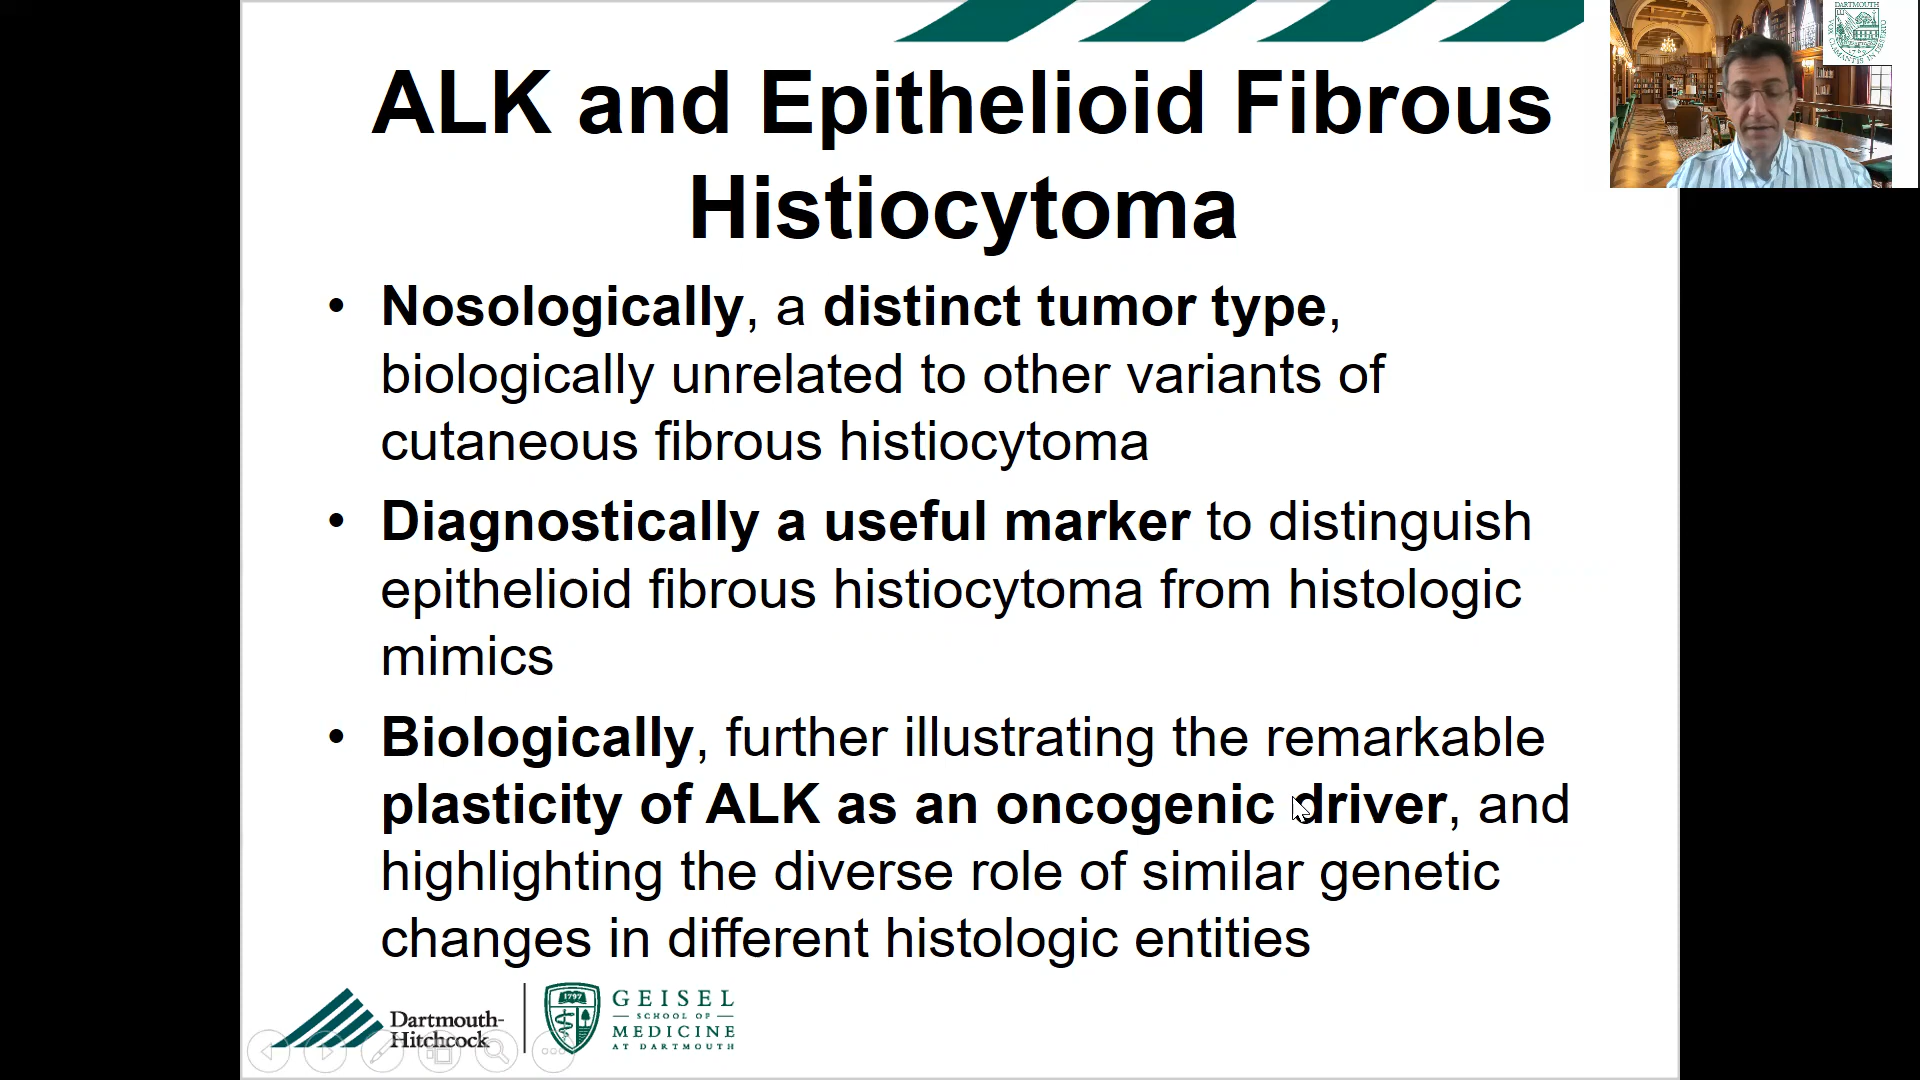 ALK and Epithelioid Fibrous
Histiocytoma
• Nosologically, a distinct tumor type,
biologically unrelated to other variants of
cutaneous fibrous histiocytoma
• Diagnostically a useful marker to distinguish
epithelioid fibrous histiocytoma from histologic
mimics
• Biologically, further illustrating the remarkable
plasticity of ALK as an oncogenic driver, and
highlighting the diverse role of similar genetic
changes in different histologic entities
Dartmouth-
Hitchcock
1797
GEISEL
SCHOOL OF
MEDICINE
AT DARTMOUTH
DARTMOUTH